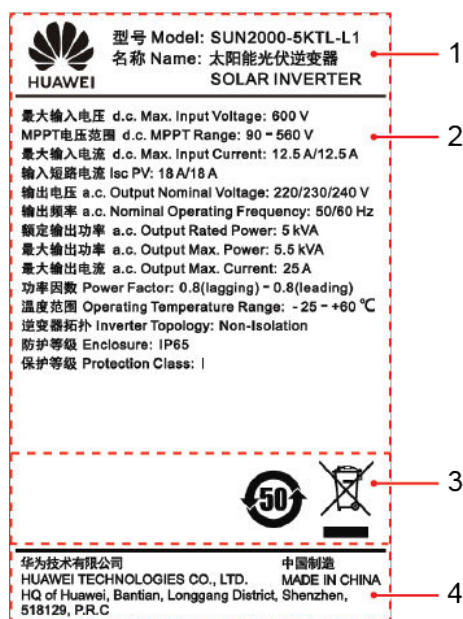 型号 Model: SUN2000-5KTL-L1
名称 Name: 太阳能光伏逆变器
SOLAR INVERTER
HUAWEI
1
最大输入电压 d.c. Max. Input Voltage: 600 V
MPPT电压范围 d.c. MPPT Range: 90 - 560 V
最大输入电流 d.c. Max. Input Current: 12.5 A/12.5 A
输入短路电流 Isc PV: 18 A/18 A
输出电压 a.c. Output Nominal Voltage: 220/230/240 V
输出频率 a.c. Nominal Operating Frequency: 50/60 Hz
额定输出功率 a.c. Output Rated Power: 5 kVA
最大输出功率 a.c. Output Max. Power: 5.5 kVA
最大输出电流 a.c. Output Max. Current: 25 A
功率因数 Power Factor: 0.8(lagging) - 0.8(leading)
温度范围 Operating Temperature Range: - 25 - +60 ℃
逆变器拓扑 Inverter Topology: Non-Isolation
防护等级 Enclosure: IP65
保护等级 Protection Class: I
2
50
3
华为技术有限公司 中国制造
HUAWEI TECHNOLOGIES CO., LTD. MADE IN CHINA
HQ of Huawei, Bantian, Longgang District, Shenzhen,
518129, P.R.C
4